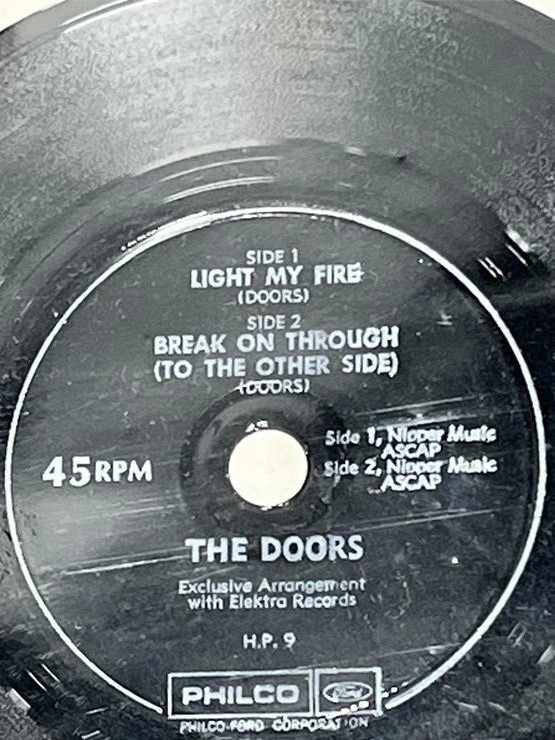 SIDE 1
LIGHT MY FIRE
(DOORS)
SIDE 2
BREAK ON THROUGH
(TO THE OTHER SIDE)
(DOORS)
Side 1, Nipper Music
ASCAP
Side 2, Nipper Music
ASCAP
45 RPM
THE DOORS
Exclusive Arrangement
with Elektra Records
H.P. 9
PHILCO Ford
PHILCO-FORD CORPORATION